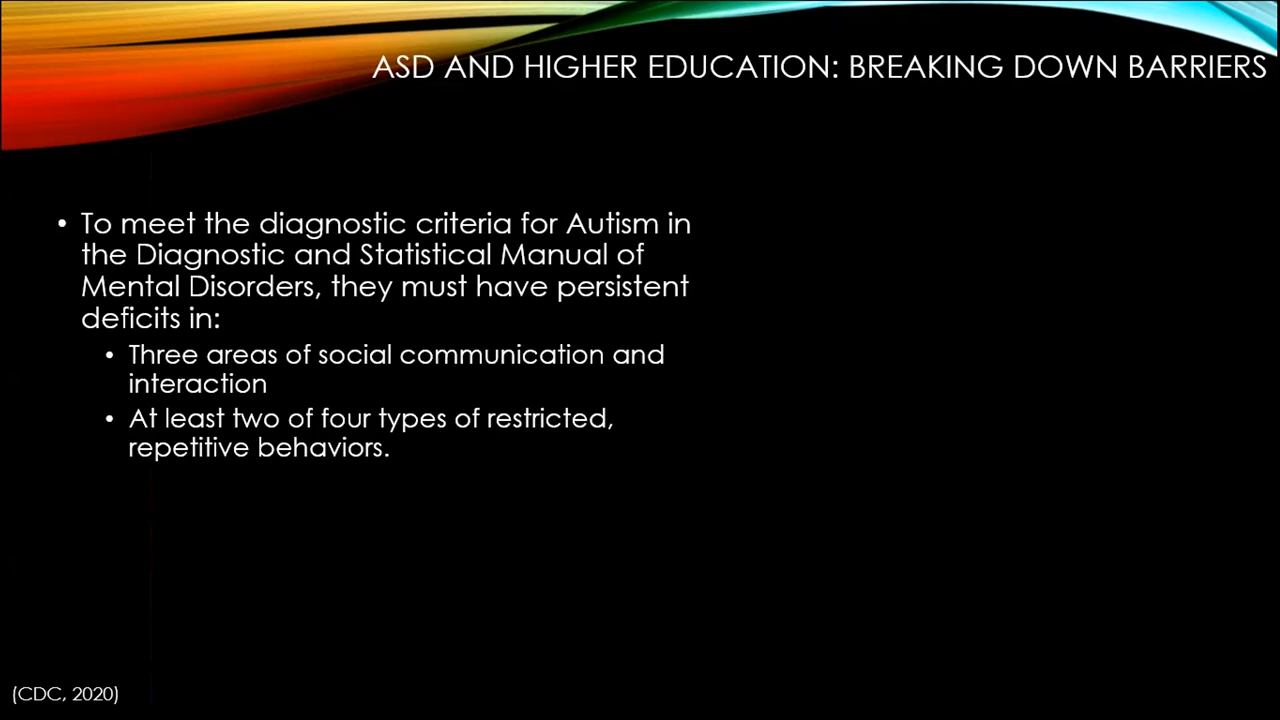 ASD AND HIGHER EDUCATION: BREAKING DOWN BARRIERS
• To meet the diagnostic criteria for Autism in
the Diagnostic and Statistical Manual of
Mental Disorders, they must have persistent
deficits in:
• Three areas of social communication and
interaction
• At least two of four types of restricted,
repetitive behaviors.
(CDC, 2020)